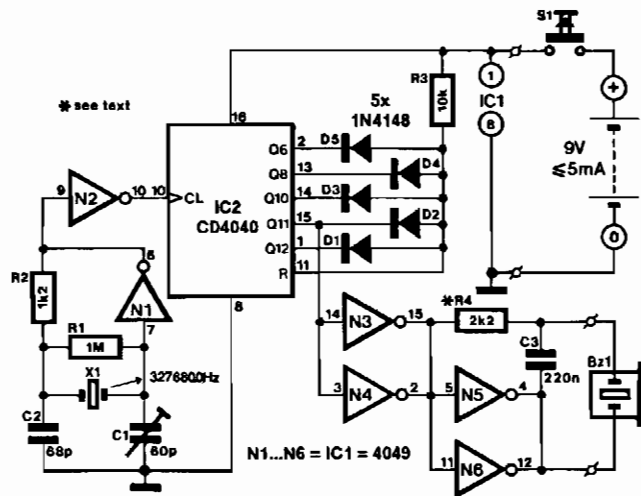 S1
R3
10k
1
IC1
8
+
✱ see text
5x
1N4148
16
9V
≤5mA
0
Q6 2 D5
Q8 13 D4
9 N2 10 10 CL
IC2
CD4040
Q10 14 D3
Q11 15 D2
Q12 1 D1
R 11
R2
1k2
6
N1
7
8
R1
1M
14 N3 15
✱R4
2k2
C3
220n
X1
3276800Hz
3 N4 2
5 N5 4
Bz1
C2
68p
C1
60p
N1...N6 = IC1 = 4049
11 N6 12